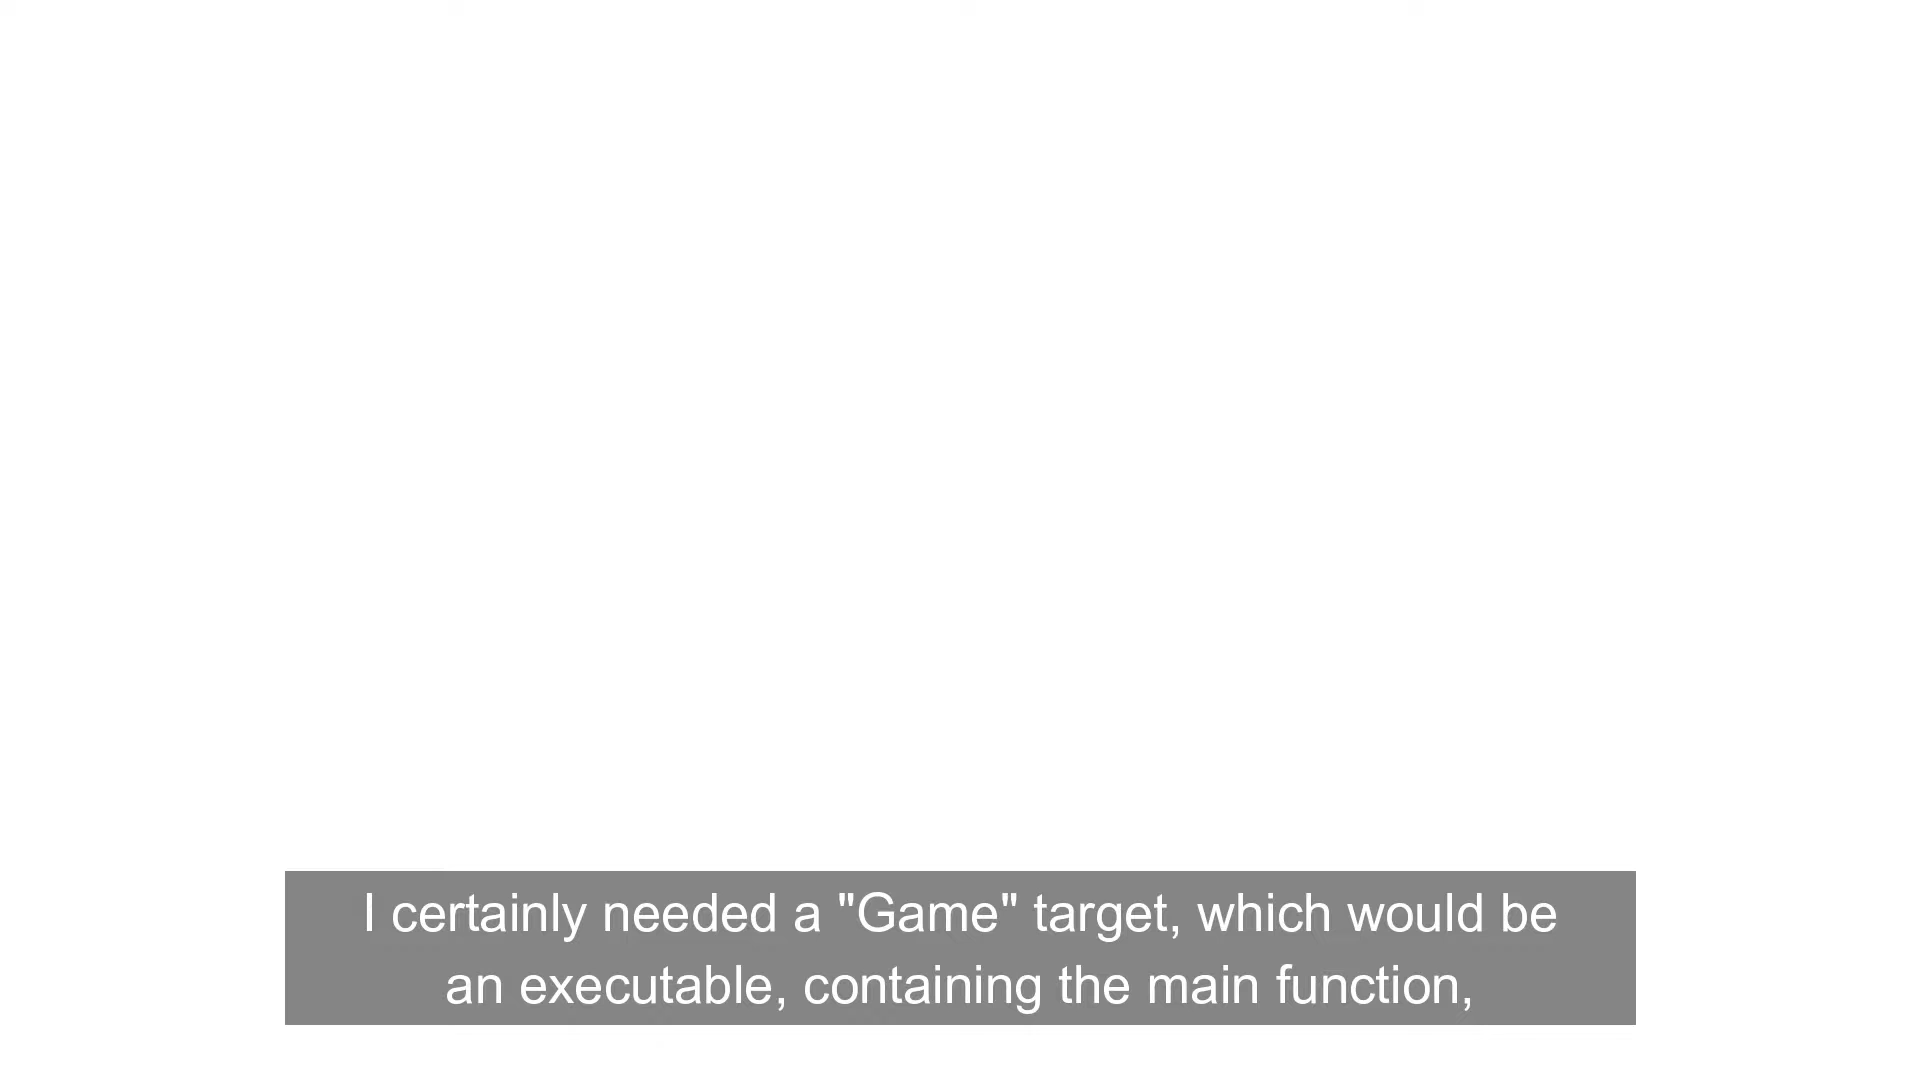 I certainly needed a "Game" target, which would be
an executable, containing the main function,